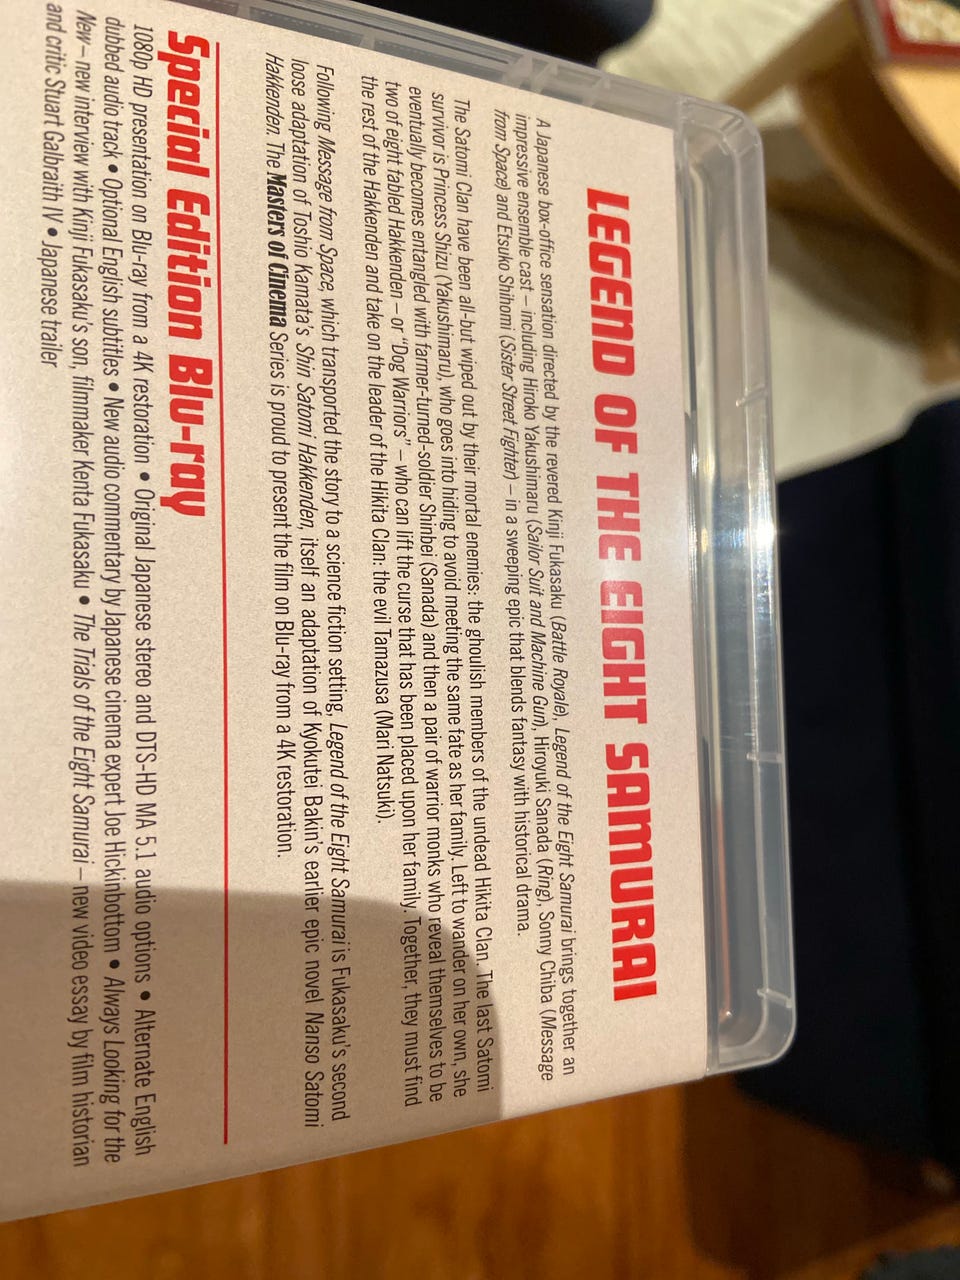 LEGEND OF THE EIGHT SAMURAI
A Japanese box-office sensation directed by the revered Kinji Fukasaku (Battle Royale), Legend of the Eight Samurai brings together an
impressive ensemble cast – including Hiroko Yakushimaru (Sailor Suit and Machine Gun), Hiroyuki Sanada (Ring), Sonny Chiba (Message
from Space) and Etsuko Shihomi (Sister Street Fighter) – in a sweeping epic that blends fantasy with historical drama.
The Satomi Clan have been all-but wiped out by their mortal enemies: the ghoulish members of the undead Hikita Clan. The last Satomi
survivor is Princess Shizu (Yakushimaru), who goes into hiding to avoid meeting the same fate as her family. Left to wander on her own, she
eventually becomes entangled with farmer-turned-soldier Shinbei (Sanada) and then a pair of warrior monks who reveal themselves to be
two of eight fabled Hakkenden – or "Dog Warriors" – who can lift the curse that has been placed upon her family. Together, they must find
the rest of the Hakkenden and take on the leader of the Hikita Clan: the evil Tamazusa (Mari Natsuki).
Following Message from Space, which transported the story to a science fiction setting, Legend of the Eight Samurai is Fukasaku's second
loose adaptation of Toshio Kamata's Shin Satomi Hakkenden, itself an adaptation of Kyokutei Bakin's earlier epic novel Nanso Satomi
Hakkenden. The Masters of Cinema Series is proud to present the film on Blu-ray from a 4K restoration.
Special Edition Blu-ray
1080p HD presentation on Blu-ray from a 4K restoration • Original Japanese stereo and DTS-HD MA 5.1 audio options • Alternate English
dubbed audio track • Optional English subtitles • New audio commentary by Japanese cinema expert Joe Hickinbottom • Always Looking for the
New – new interview with Kinji Fukasaku's son, filmmaker Kenta Fukasaku • The Trials of the Eight Samurai – new video essay by film historian
and critic Stuart Galbraith IV • Japanese trailer